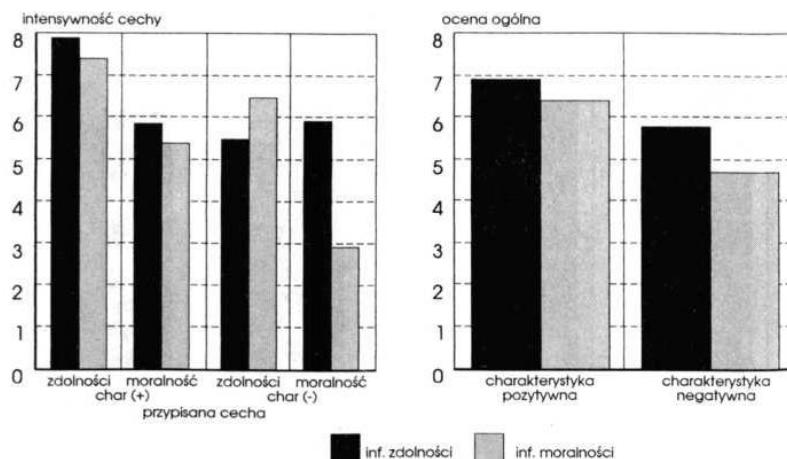 intensywność cechy
8
7
6
5
4
3
2
1
0
zdolności moralność zdolności moralność
char (+) char (-)
przypisana cecha
ocena ogólna
8
7
6
5
4
3
2
1
0
charakterystyka charakterystyka
pozytywna negatywna
inf. zdolności inf. moralności